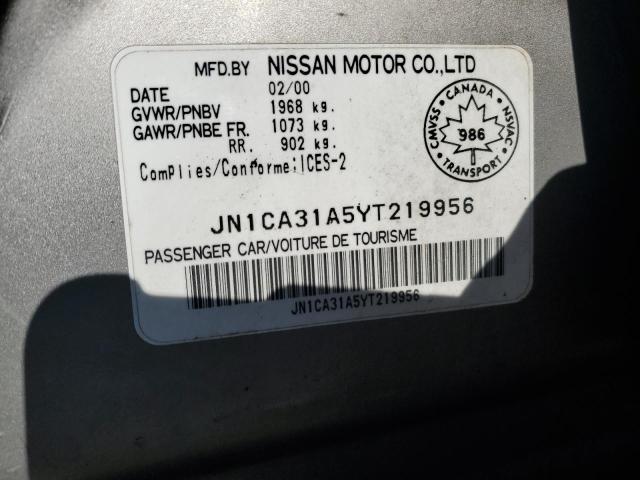 MFD.BY NISSAN MOTOR CO.,LTD
DATE 02/00
GVWR/PNBV 1968 kg.
GAWR/PNBE FR. 1073 kg.
RR. 902 kg.
ComPlies/Conforme:ICES-2
CMVSS • CANADA • NSVAC
986
TRANSPORT
JN1CA31A5YT219956
PASSENGER CAR/VOITURE DE TOURISME
JN1CA31A5YT219956